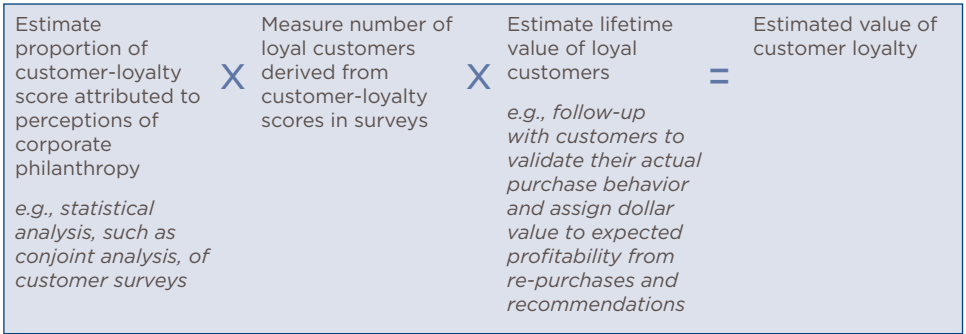 Estimate
proportion of
customer-loyalty
score attributed to
perceptions of
corporate
philanthropy
e.g., statistical
analysis, such as
conjoint analysis, of
customer surveys
X
Measure number of
loyal customers
derived from
customer-loyalty
scores in surveys
X
Estimate lifetime
value of loyal
customers
e.g., follow-up
with customers to
validate their actual
purchase behavior
and assign dollar
value to expected
profitability from
re-purchases and
recommendations
=
Estimated value of
customer loyalty